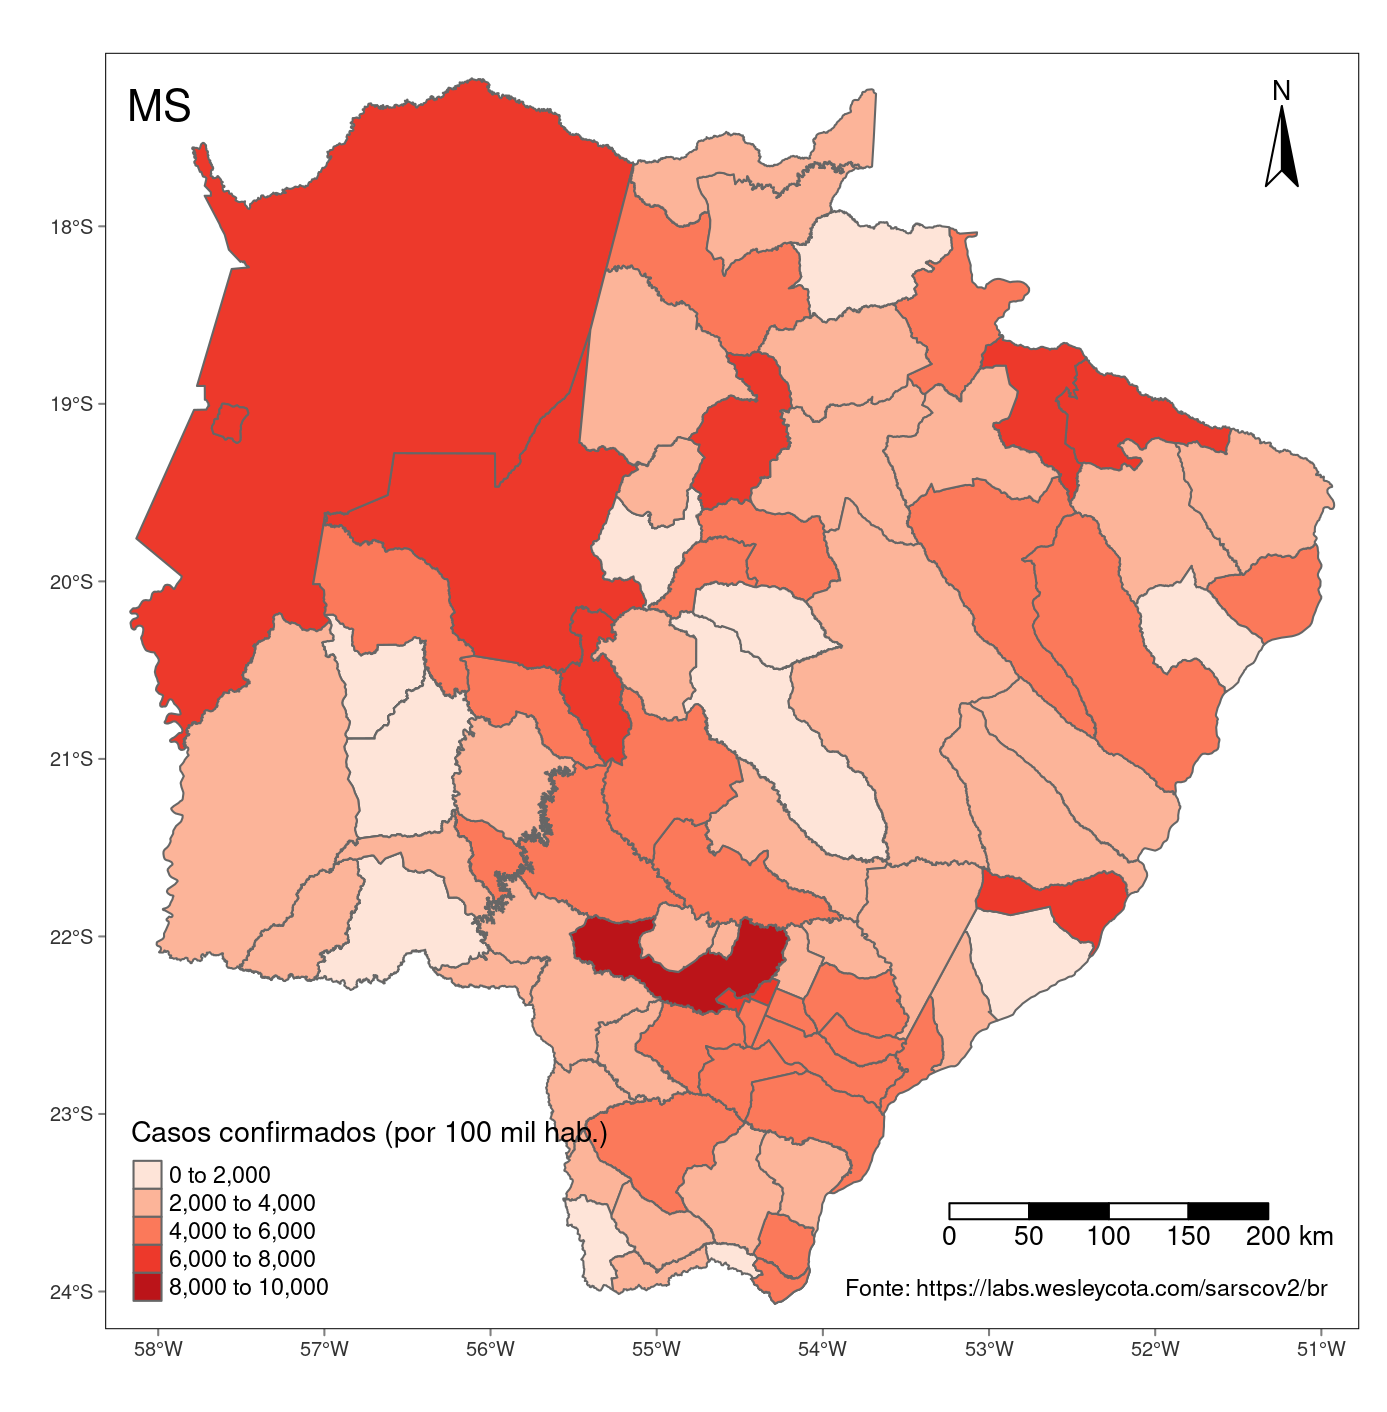 MS
N
18°S
19°S
20°S
21°S
22°S
23°S
24°S
Casos confirmados (por 100 mil hab.)
0 to 2,000
2,000 to 4,000
4,000 to 6,000
6,000 to 8,000
8,000 to 10,000
0 50 100 150 200 km
Fonte: https://labs.wesleycota.com/sarscov2/br
58°W 57°W 56°W 55°W 54°W 53°W 52°W 51°W